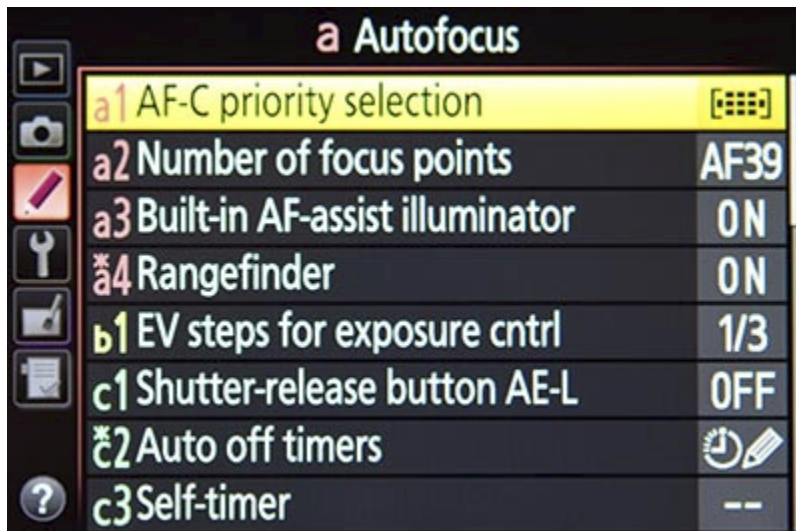 a Autofocus
a1 AF-C priority selection
a2 Number of focus points AF39
a3 Built-in AF-assist illuminator ON
*a4 Rangefinder ON
b1 EV steps for exposure cntrl 1/3
c1 Shutter-release button AE-L OFF
*c2 Auto off timers
c3 Self-timer --
?